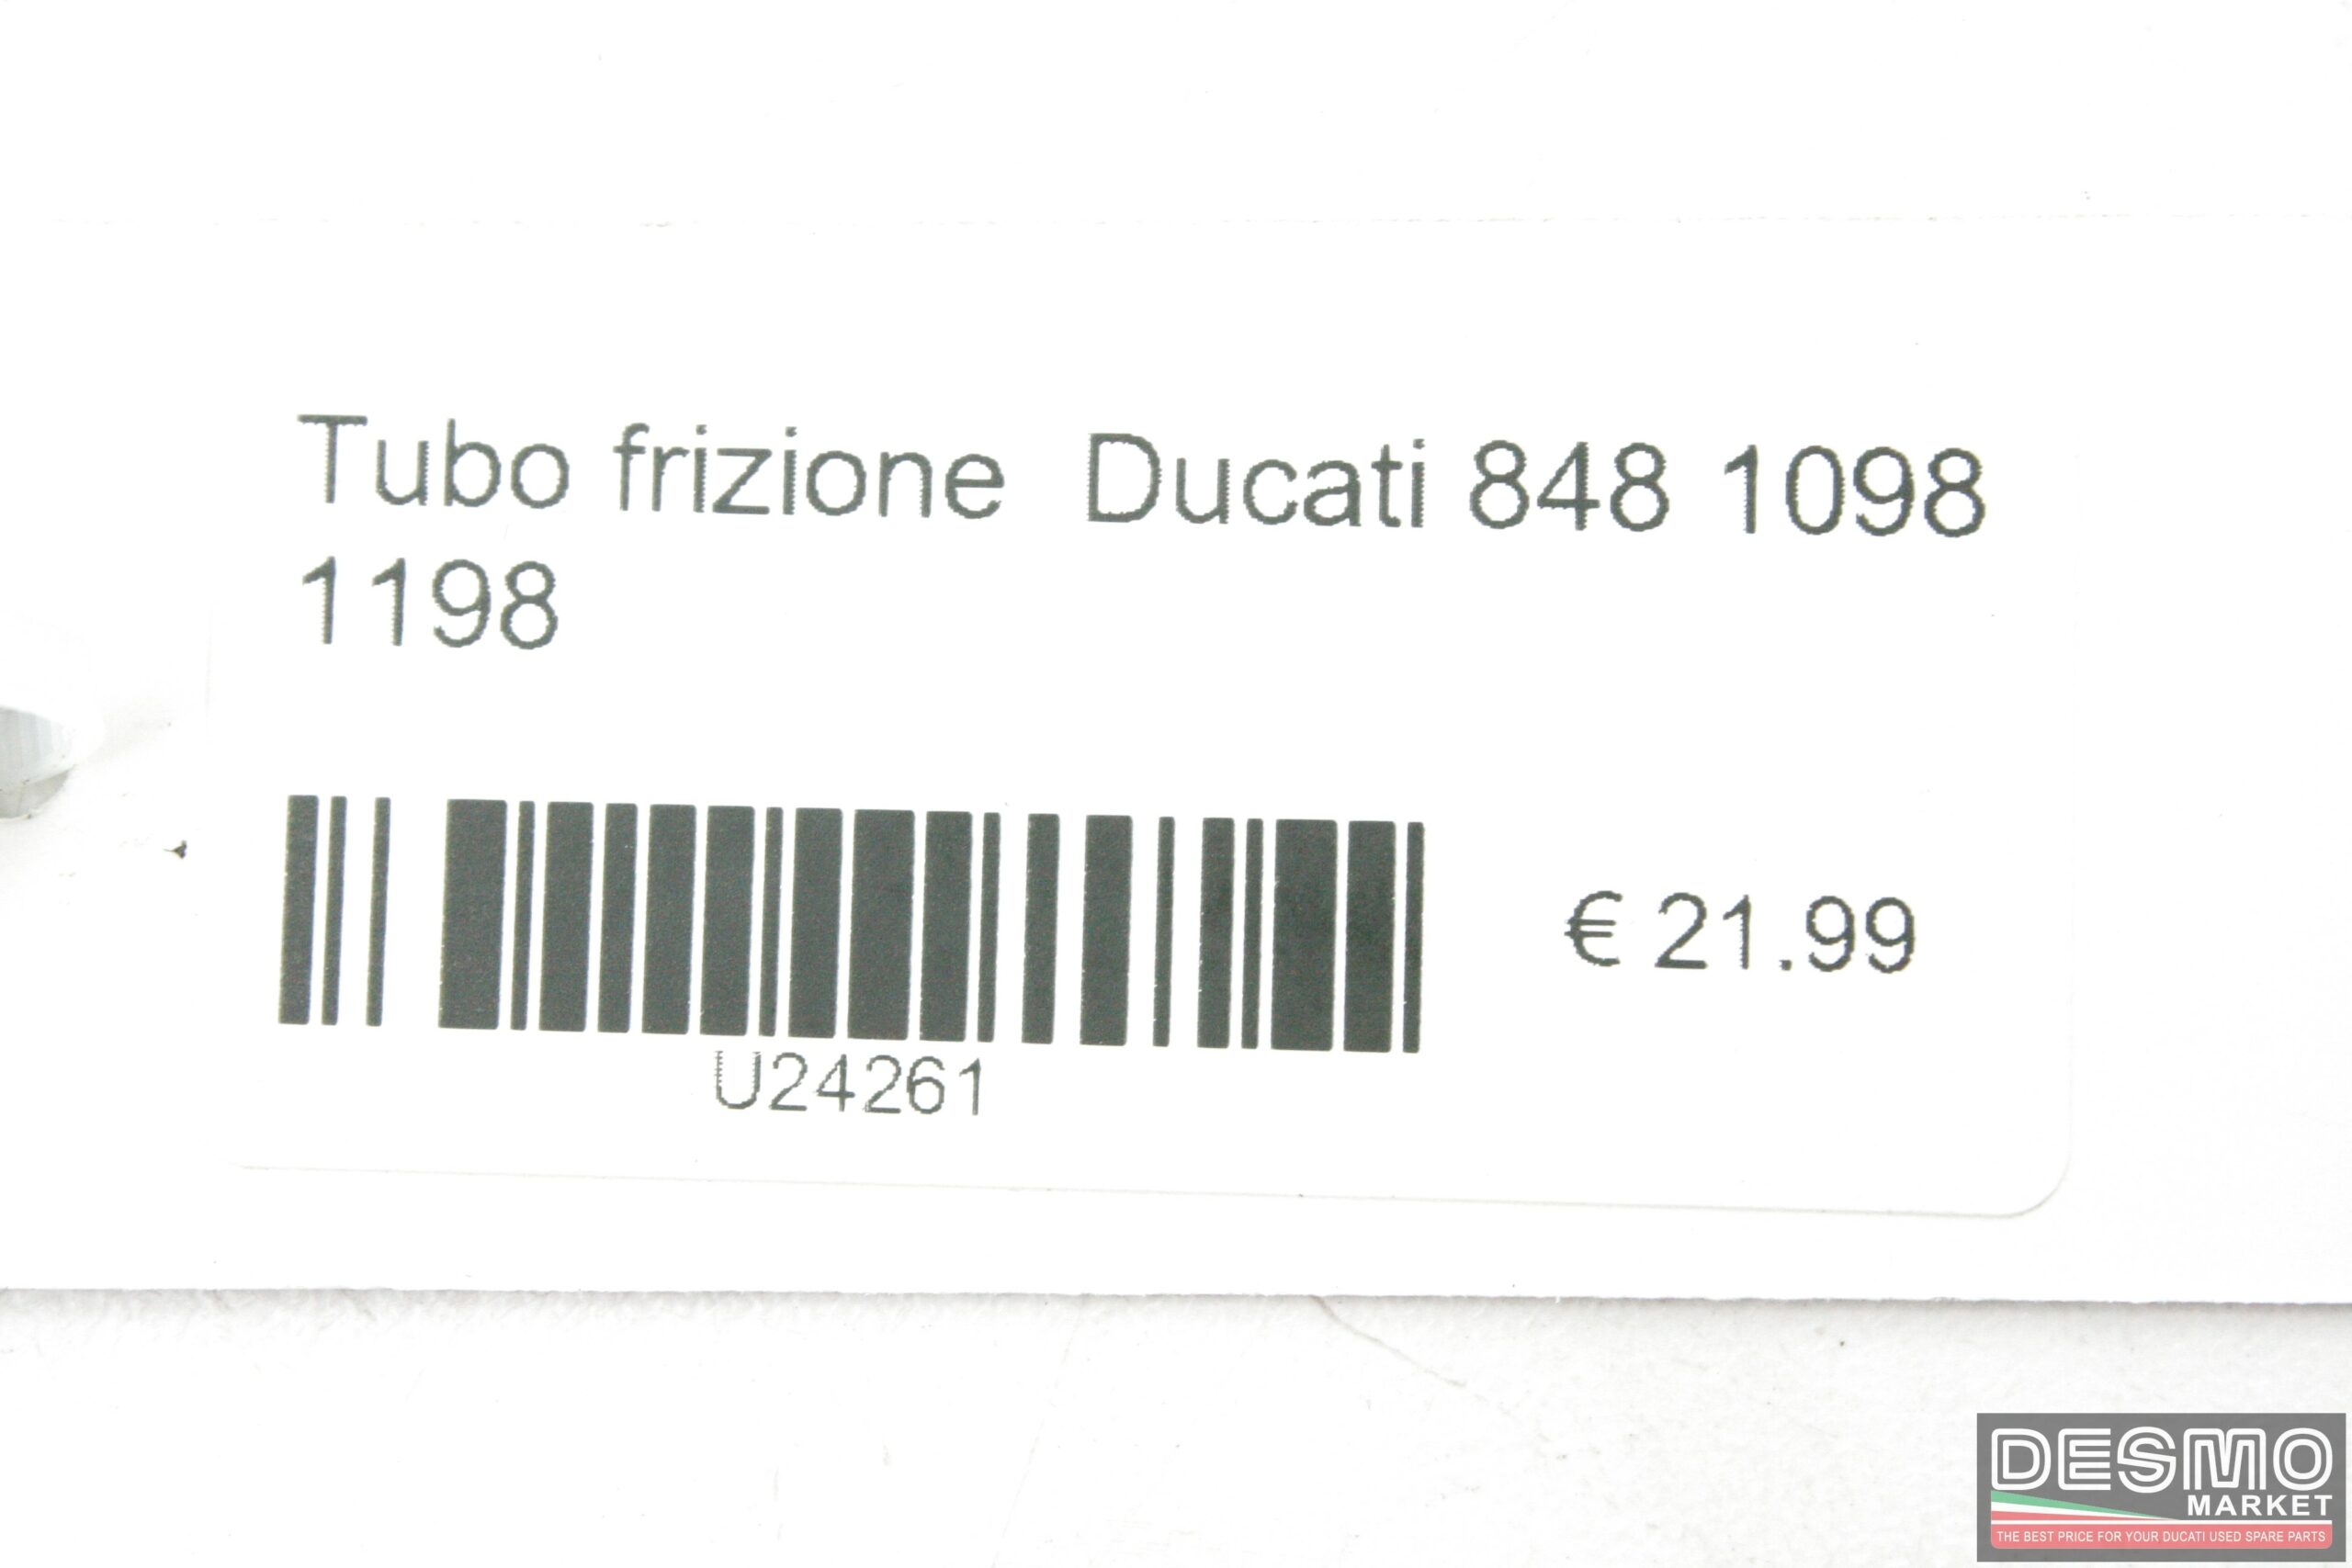 Tubo frizione  Ducati 848 1098
1198
€ 21.99
U24261
DESMO
MARKET
THE BEST PRICE FOR YOUR DUCATI USED SPARE PARTS